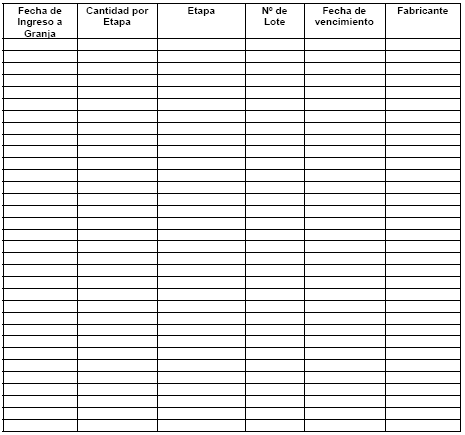 Fecha de
Ingreso a
Granja
Cantidad por
Etapa
Etapa
Nº de
Lote
Fecha de
vencimiento
Fabricante